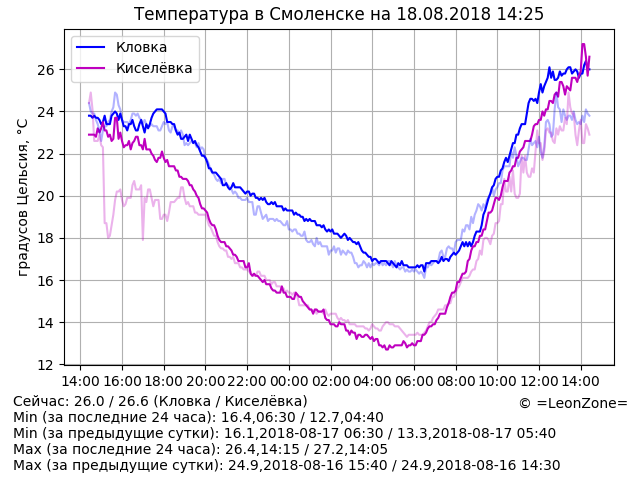 Температура в Смоленске на 18.08.2018 14:25
Кловка
Киселёвка
градусов Цельсия, °C
26
24
22
20
18
16
14
12
14:00 16:00 18:00 20:00 22:00 00:00 02:00 04:00 06:00 08:00 10:00 12:00 14:00
Сейчас: 26.0 / 26.6 (Кловка / Киселёвка)
© =LeonZone=
Min (за последние 24 часа): 16.4,06:30 / 12.7,04:40
Min (за предыдущие сутки): 16.1,2018-08-17 06:30 / 13.3,2018-08-17 05:40
Max (за последние 24 часа): 26.4,14:15 / 27.2,14:05
Max (за предыдущие сутки): 24.9,2018-08-16 15:40 / 24.9,2018-08-16 14:30